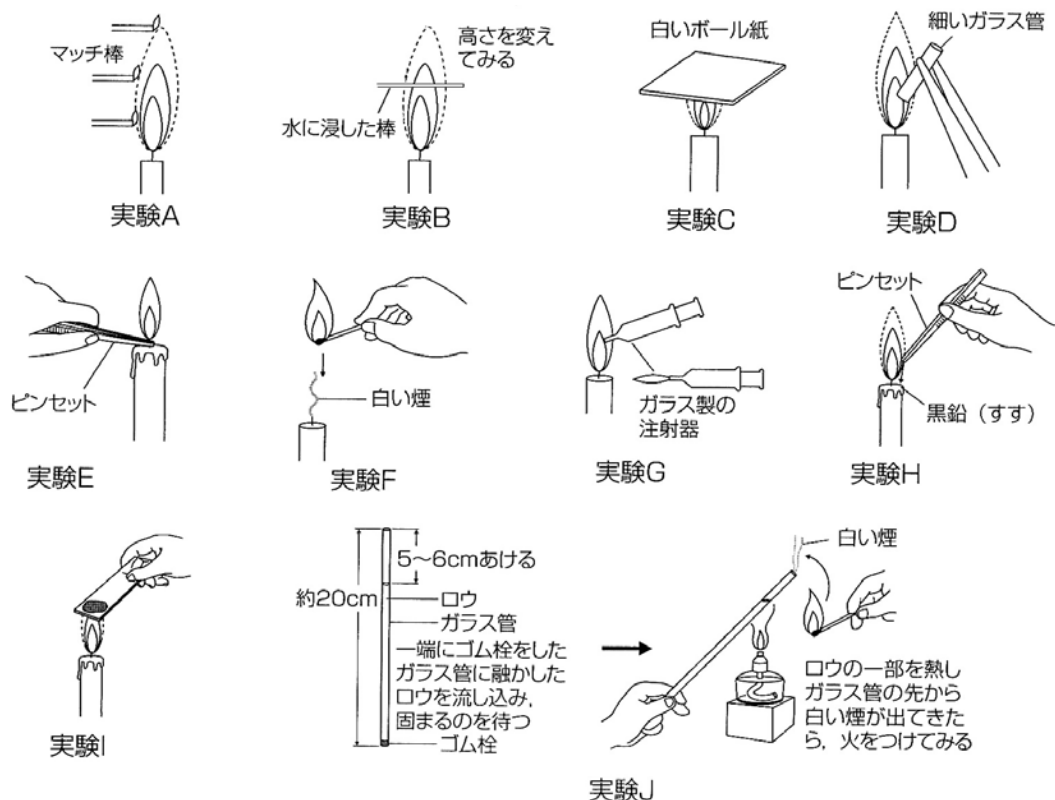 マッチ棒
実験A
高さを変え
てみる
水に浸した棒
実験B
白いボール紙
実験C
細いガラス管
実験D
ピンセット
実験E
白い煙
実験F
ガラス製の
注射器
実験G
ピンセット
黒鉛（すす）
実験H
実験I
5〜6cmあける
約20cm
ロウ
ガラス管
一端にゴム栓をした
ガラス管に融かした
ロウを流し込み，
固まるのを待つ
ゴム栓
白い煙
ロウの一部を熱し
ガラス管の先から
白い煙が出てきた
ら，火をつけてみる
実験J